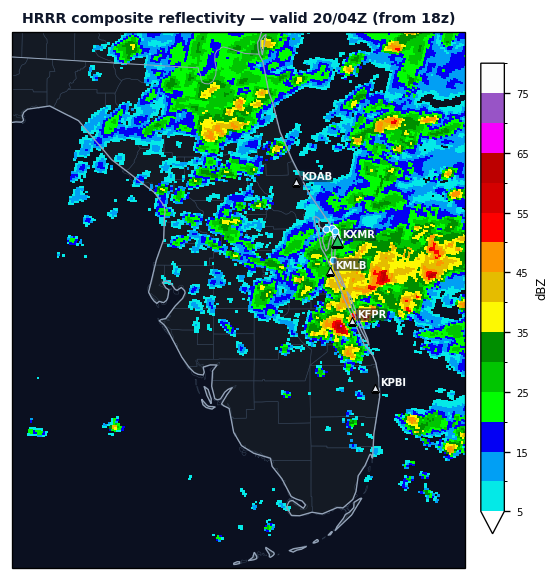 HRRR composite reflectivity — valid 20/04Z (from 18z)
KDAB
KXMR
KMLB
KFPR
KPBI
75
65
55
45
35
25
15
5
dBZ